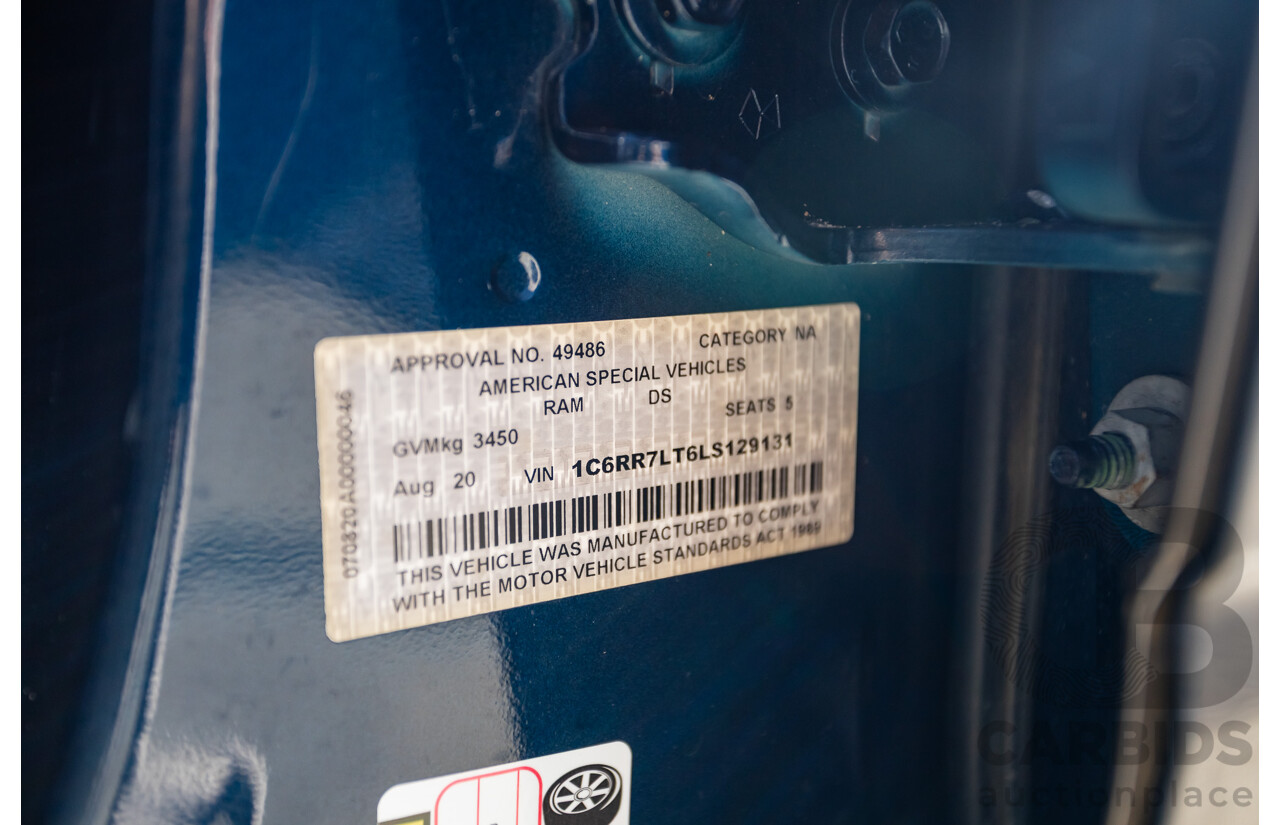 APPROVAL NO. 49486 CATEGORY NA
AMERICAN SPECIAL VEHICLES
RAM DS
SEATS 5
GVMkg 3450
Aug 20 VIN 1C6RR7LT6LS129131
THIS VEHICLE WAS MANUFACTURED TO COMPLY
WITH THE MOTOR VEHICLE STANDARDS ACT 1989
070820A0000046
CARBIDS
auctionplace